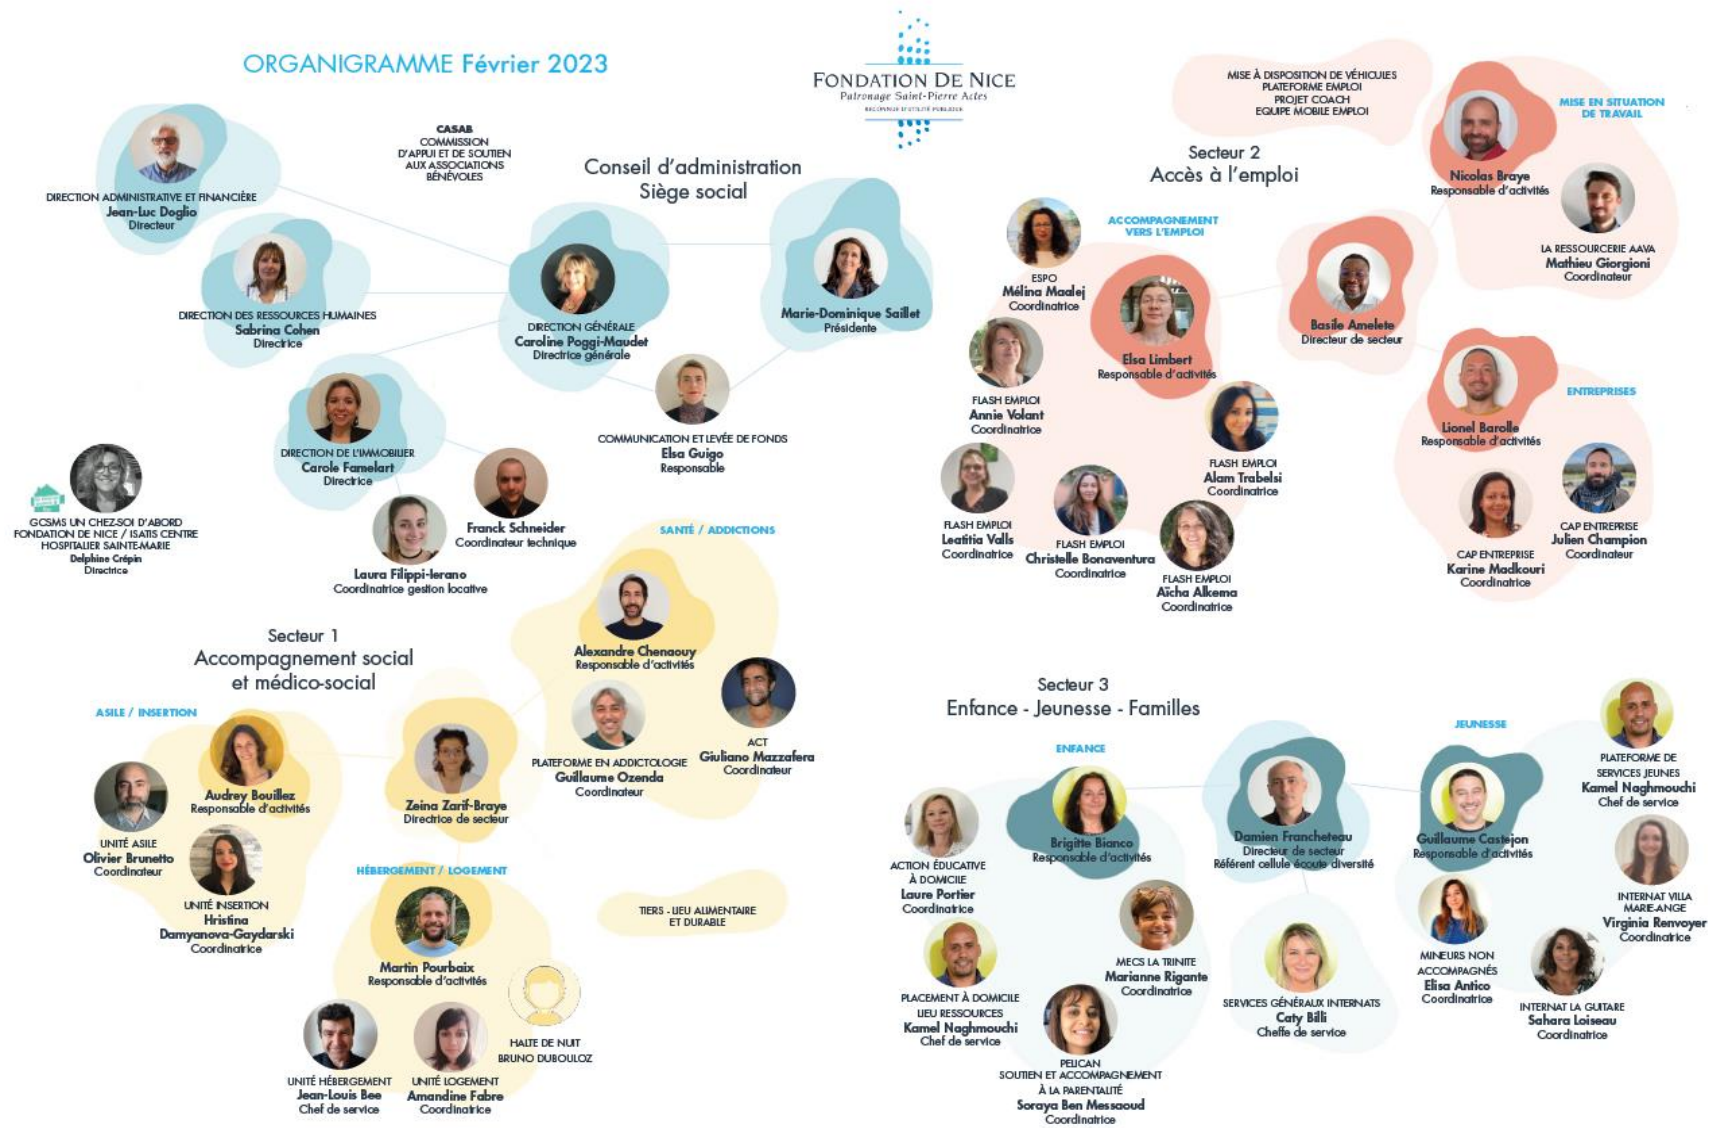 ORGANIGRAMME Février 2023
FONDATION DE NICE
Patronage Saint-Pierre Actes
RECONNUE D'UTILITÉ PUBLIQUE
CASAB
COMMISSION
D'APPUI ET DE SOUTIEN
AUX ASSOCIATIONS
BÉNÉVOLES
Conseil d'administration
Siège social
DIRECTION ADMINISTRATIVE ET FINANCIÈRE
Jean-Luc Doglio
Directeur
DIRECTION DES RESSOURCES HUMAINES
Sabrina Cohen
Directrice
DIRECTION GÉNÉRALE
Caroline Poggi-Maudet
Directrice générale
Marie-Dominique Saillet
Présidente
COMMUNICATION ET LEVÉE DE FONDS
Elsa Guigo
Responsable
DIRECTION DE L'IMMOBILIER
Carole Famelart
Directrice
Franck Schneider
Coordinateur technique
Laura Filippi-Ierano
Coordinatrice gestion locative
GCSMS UN CHEZ-SOI D'ABORD
FONDATION DE NICE / ISATIS CENTRE
HOSPITALIER SAINTE-MARIE
Delphine Crépin
Directrice
Secteur 1
Accompagnement social
et médico-social
SANTÉ / ADDICTIONS
Alexandre Chenaouy
Responsable d'activités
PLATEFORME EN ADDICTOLOGIE
Guillaume Ozenda
Coordinateur
ACT
Giuliano Mazzafera
Coordinateur
ASILE / INSERTION
Audrey Bouillez
Responsable d'activités
UNITÉ ASILE
Olivier Brunetto
Coordinateur
UNITÉ INSERTION
Hristina
Damyanova-Gaydarski
Coordinatrice
Zeina Zarif-Braye
Directrice de secteur
HÉBERGEMENT / LOGEMENT
Martin Pourbaix
Responsable d'activités
UNITÉ HÉBERGEMENT
Jean-Louis Bee
Chef de service
UNITÉ LOGEMENT
Amandine Fabre
Coordinatrice
HALTE DE NUIT
BRUNO DUBOULOZ
TIERS - LIEU ALIMENTAIRE
ET DURABLE
Secteur 2
Accès à l'emploi
MISE À DISPOSITION DE VÉHICULES
PLATEFORME EMPLOI
PROJET COACH
EQUIPE MOBILE EMPLOI
MISE EN SITUATION
DE TRAVAIL
Nicolas Braye
Responsable d'activités
LA RESSOURCERIE AAVA
Mathieu Giorgioni
Coordinateur
ACCOMPAGNEMENT
VERS L'EMPLOI
ESPO
Mélina Maalej
Coordinatrice
Elsa Limbert
Responsable d'activités
Basile Amelete
Directeur de secteur
FLASH EMPLOI
Annie Volant
Coordinatrice
FLASH EMPLOI
Leatitia Valls
Coordinatrice
FLASH EMPLOI
Christelle Bonaventura
Coordinatrice
FLASH EMPLOI
Alam Trabelsi
Coordinatrice
FLASH EMPLOI
Aïcha Alkema
Coordinatrice
ENTREPRISES
Lionel Barolle
Responsable d'activités
CAP ENTREPRISE
Karine Madkouri
Coordinatrice
CAP ENTREPRISE
Julien Champion
Coordinateur
Secteur 3
Enfance - Jeunesse - Familles
ENFANCE
Brigitte Bianco
Responsable d'activités
ACTION ÉDUCATIVE
À DOMICILE
Laure Portier
Coordinatrice
PLACEMENT À DOMICILE
LIEU RESSOURCES
Kamel Naghmouchi
Chef de service
MECS LA TRINITE
Marianne Rigante
Coordinatrice
PELICAN
SOUTIEN ET ACCOMPAGNEMENT
À LA PARENTALITÉ
Soraya Ben Messaoud
Coordinatrice
Damien Francheteau
Directeur de secteur
Référent cellule écoute diversité
SERVICES GÉNÉRAUX INTERNATS
Caty Billi
Cheffe de service
JEUNESSE
Guillaume Castejon
Responsable d'activités
PLATEFORME DE
SERVICES JEUNES
Kamel Naghmouchi
Chef de service
INTERNAT VILLA
MARIE-ANGE
Virginia Renvoyer
Coordinatrice
MINEURS NON
ACCOMPAGNÉS
Elisa Antico
Coordinatrice
INTERNAT LA GUITARE
Sahara Loiseau
Coordinatrice